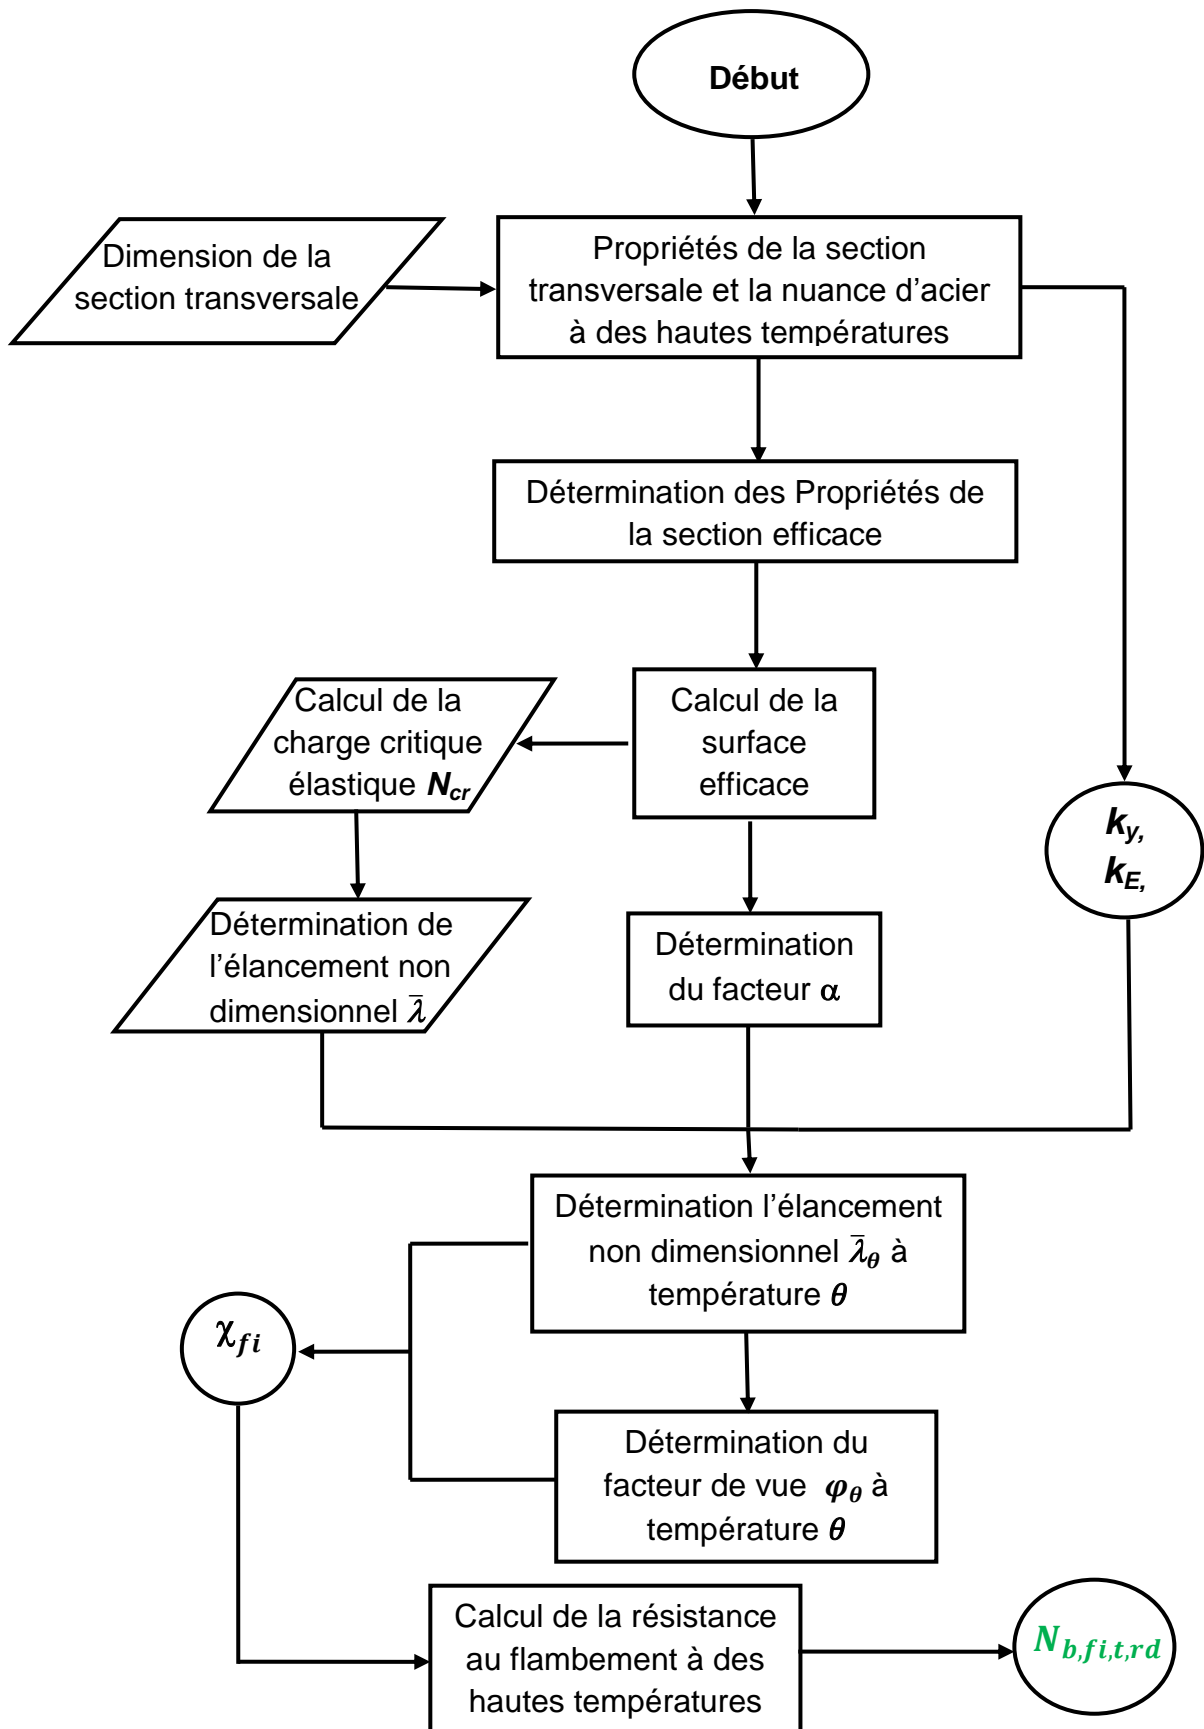 Début
Dimension de la
section transversale
Propriétés de la section
transversale et la nuance d’acier
à des hautes températures
Détermination des Propriétés de
la section efficace
Calcul de la
charge critique
élastique N_cr
Calcul de la
surface
efficace
k_y,
k_E,
Détermination de
l’élancement non
dimensionnel λ̄
Détermination
du facteur α
Détermination l’élancement
non dimensionnel λ̄_θ à
température θ
χ_fi
Détermination du
facteur de vue φ_θ à
température θ
Calcul de la résistance
au flambement à des
hautes températures
N_b,fi,t,rd